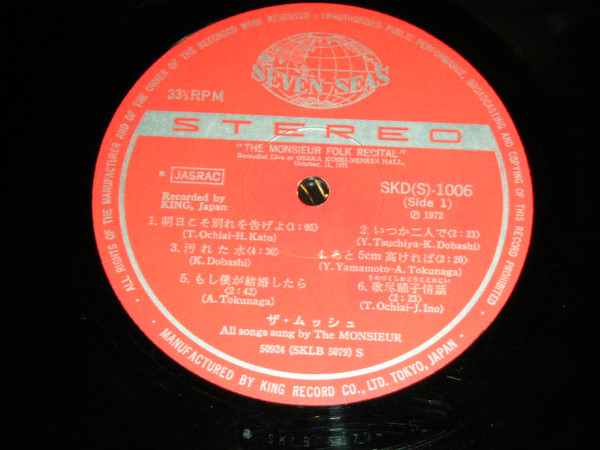 ALL RIGHTS OF THE MANUFACTURER AND OF THE OWNER OF THE RECORDED WORK RESERVED · UNAUTHORISED PUBLIC PERFORMANCE, BROADCASTING AND COPYING OF THIS RECORD PROHIBITED
SEVEN SEAS
33⅓RPM
STEREO
"THE MONSIEUR FOLK RECITAL"
Recorded Live at OSAKA KOSEI-NENKIN HALL,
October, 11, 1971
JASRAC
SKD(S)-1006
(Side 1)
Recorded by
KING, Japan
Ⓟ 1972
1. 明日こそ別れを告げよ(1:05)
(T.Ochiai-H.Kato)
2. いつか二人で(3:33)
(Y.Tsuchiya-K.Dobashi)
3. 汚れた水(4:30)
(K.Dobashi)
4. あと5cm高ければ(2:20)
(Y.Yamamoto-A.Tokunaga)
5. もし僕が結婚したら
(2:42)
(A.Tokunaga)
6. 歌尽踊子情話
(2:23)
(T.Ochiai-J.Ino)
ザ・ムッシュ
All songs sung by The MONSIEUR
50924 (SKLB 5079) S
MANUFACTURED BY KING RECORD CO., LTD. TOKYO, JAPAN